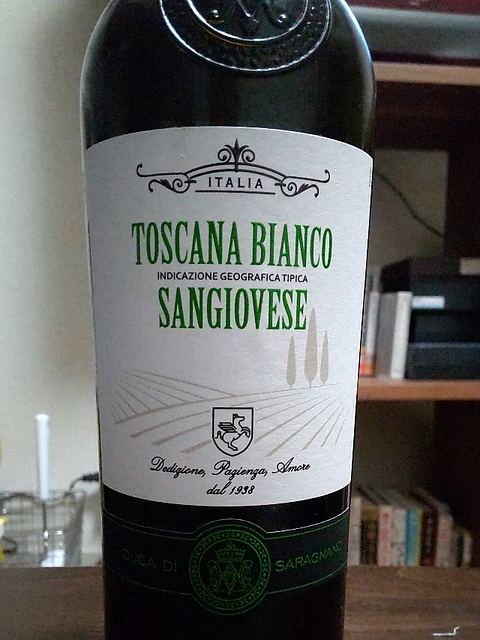 ITALIA
TOSCANA BIANCO
INDICAZIONE GEOGRAFICA TIPICA
SANGIOVESE
Dedizione, Pazienza, Amore
dal 1938
DUCA DI SARAGNANO